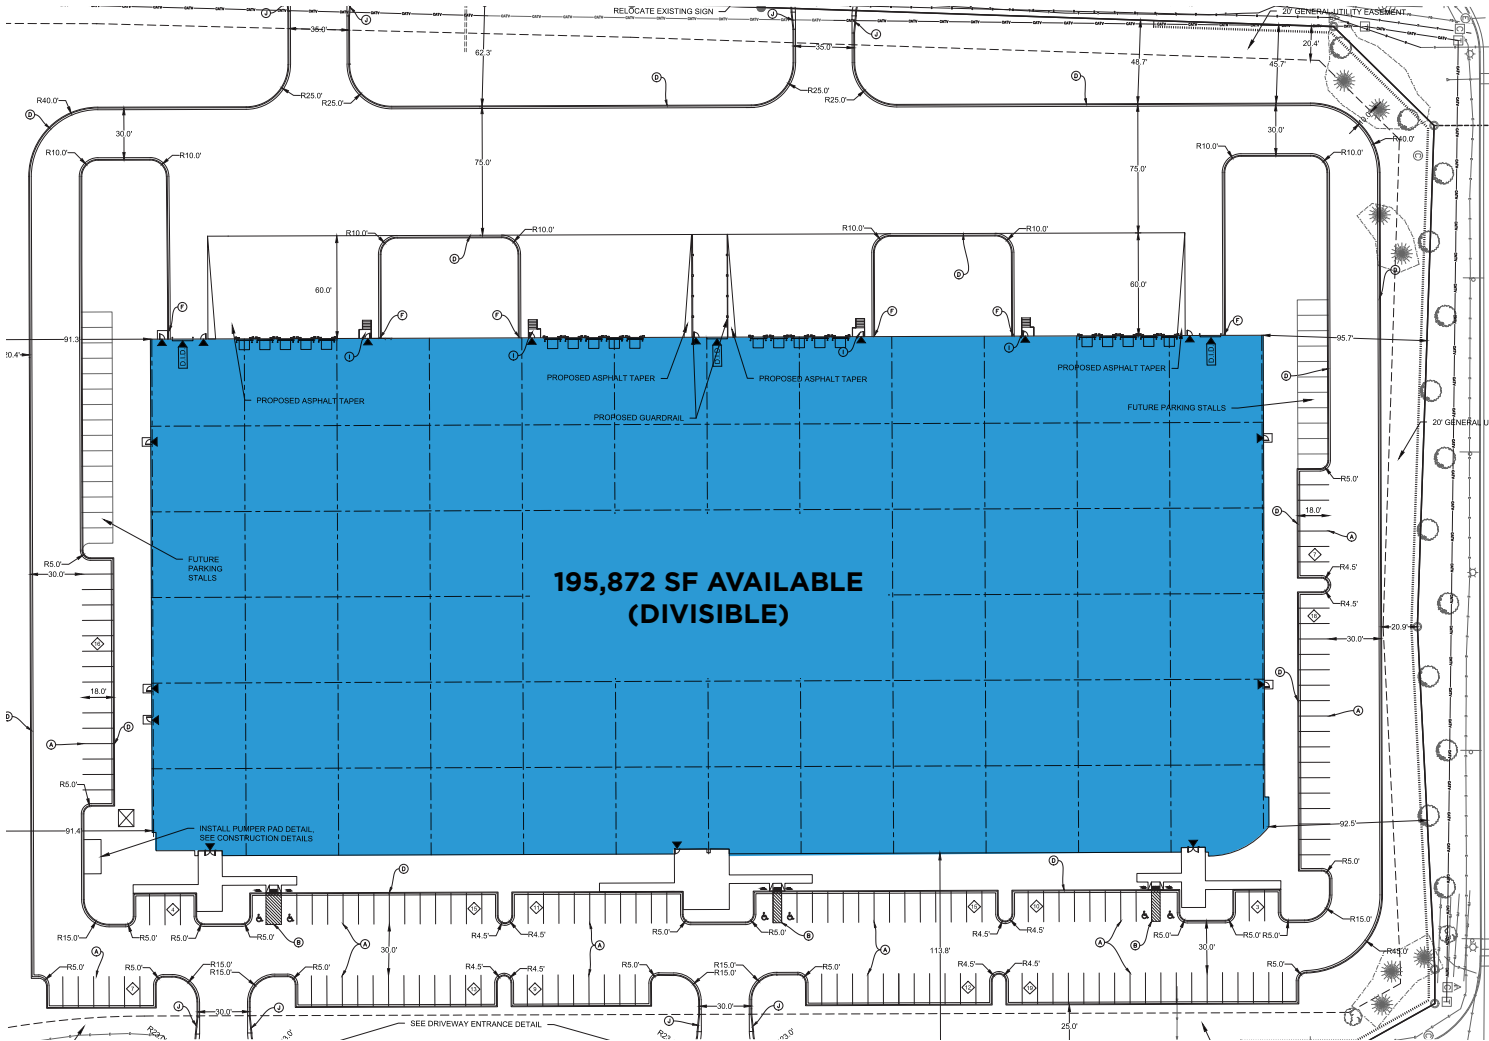 RELOCATE EXISTING SIGN
20' GENERAL UTILITY EASEMENT
35.0'
62.3'
35.0'
48.7'
45.7'
20.4'
R40.0'
R25.0'
R25.0'
R25.0'
R25.0'
30.0'
30.0'
R40.0'
R10.0'
R10.0'
75.0'
75.0'
R10.0'
R10.0'
R10.0'
R10.0'
R10.0'
R10.0'
60.0'
60.0'
91.3'
95.7'
20.4'
D.I.D.
D.I.D.
D.I.D.
PROPOSED ASPHALT TAPER
PROPOSED ASPHALT TAPER
PROPOSED ASPHALT TAPER
PROPOSED ASPHALT TAPER
PROPOSED GUARDRAIL
FUTURE PARKING STALLS
20' GENERAL U
R5.0'
18.0'
FUTURE
PARKING
STALLS
R5.0'
30.0'
R4.5'
R4.5'
195,872 SF AVAILABLE
(DIVISIBLE)
20.9'
30.0'
18.0'
R5.0'
91.4'
92.5'
INSTALL PUMPER PAD DETAIL,
SEE CONSTRUCTION DETAILS
R5.0'
R15.0'
R15.0'
R5.0'
R5.0'
R5.0'
R4.5'
R4.5'
R5.0'
R5.0'
R4.5'
R4.5'
R5.0'
R5.0'
R5.0'
30.0'
113.8'
30.0'
R45.0'
R5.0'
R5.0'
R15.0'
R15.0'
R5.0'
R4.5'
R4.5'
R5.0'
R15.0'
R15.0'
R5.0'
R4.5'
R4.5'
R5.0'
30.0'
30.0'
SEE DRIVEWAY ENTRANCE DETAIL
25.0'